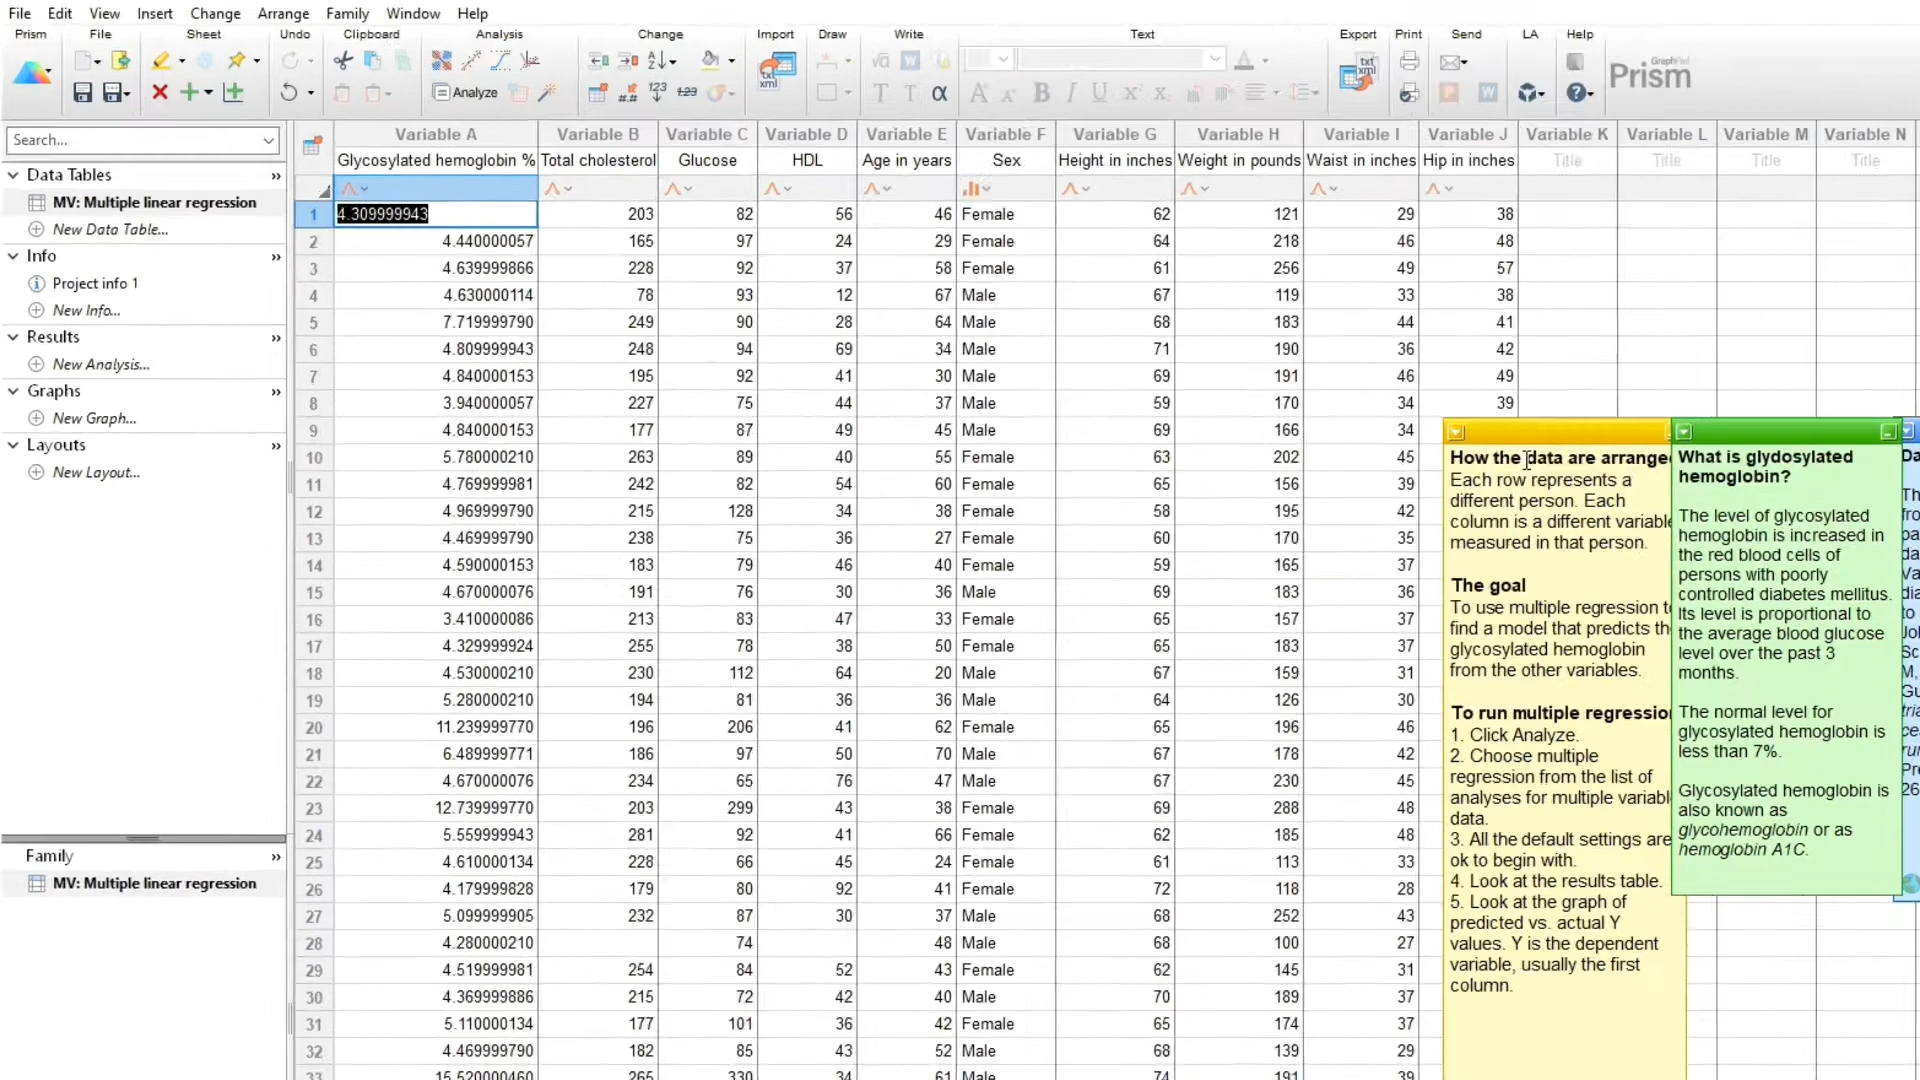 File Edit View Insert Change Arrange Family Window Help
Prism File Sheet Undo Clipboard Analysis Change Import Draw Write Text Export Print Send LA Help
Analyze
GraphPad
Prism
Search...
Data Tables
MV: Multiple linear regression
New Data Table...
Info
Project info 1
New Info...
Results
New Analysis...
Graphs
New Graph...
Layouts
New Layout...
Family
MV: Multiple linear regression
Variable A Variable B Variable C Variable D Variable E Variable F Variable G Variable H Variable I Variable J Variable K Variable L Variable M Variable N
Glycosylated hemoglobin % Total cholesterol Glucose HDL Age in years Sex Height in inches Weight in pounds Waist in inches Hip in inches Title Title Title Title
1 4.309999943 203 82 56 46 Female 62 121 29 38
2 4.440000057 165 97 24 29 Female 64 218 46 48
3 4.639999866 228 92 37 58 Female 61 256 49 57
4 4.630000114 78 93 12 67 Male 67 119 33 38
5 7.719999790 249 90 28 64 Male 68 183 44 41
6 4.809999943 248 94 69 34 Male 71 190 36 42
7 4.840000153 195 92 41 30 Male 69 191 46 49
8 3.940000057 227 75 44 37 Male 59 170 34 39
9 4.840000153 177 87 49 45 Male 69 166 34
10 5.780000210 263 89 40 55 Female 63 202 45
11 4.769999981 242 82 54 60 Female 65 156 39
12 4.969999790 215 128 34 38 Female 58 195 42
13 4.469999790 238 75 36 27 Female 60 170 35
14 4.590000153 183 79 46 40 Female 59 165 37
15 4.670000076 191 76 30 36 Male 69 183 36
16 3.410000086 213 83 47 33 Female 65 157 37
17 4.329999924 255 78 38 50 Female 65 183 37
18 4.530000210 230 112 64 20 Male 67 159 31
19 5.280000210 194 81 36 36 Male 64 126 30
20 11.239999770 196 206 41 62 Female 65 196 46
21 6.489999771 186 97 50 70 Male 67 178 42
22 4.670000076 234 65 76 47 Male 67 230 45
23 12.739999770 203 299 43 38 Female 69 288 48
24 5.559999943 281 92 41 66 Female 62 185 48
25 4.610000134 228 66 45 24 Female 61 113 33
26 4.179999828 179 80 92 41 Female 72 118 28
27 5.099999905 232 87 30 37 Male 68 252 43
28 4.280000210 74 48 Male 68 100 27
29 4.519999981 254 84 52 43 Female 62 145 31
30 4.369999886 215 72 42 40 Male 70 189 37
31 5.110000134 177 101 36 42 Female 65 174 37
32 4.469999790 182 85 43 52 Male 68 139 29
33 15.520000460 265 330 34 61 Male 74 191 39
How the data are arrange
Each row represents a
different person. Each
column is a different variable
measured in that person.
The goal
To use multiple regression to
find a model that predicts the
glycosylated hemoglobin
from the other variables.
To run multiple regression
1. Click Analyze.
2. Choose multiple
regression from the list of
analyses for multiple variabl
data.
3. All the default settings are
ok to begin with.
4. Look at the results table.
5. Look at the graph of
predicted vs. actual Y
values. Y is the dependent
variable, usually the first
column.
What is glydosylated
hemoglobin?
The level of glycosylated
hemoglobin is increased in
the red blood cells of
persons with poorly
controlled diabetes mellitus.
Its level is proportional to
the average blood glucose
level over the past 3
months.
The normal level for
glycosylated hemoglobin is
less than 7%.
Glycosylated hemoglobin is
also known as
glycohemoglobin or as
hemoglobin A1C.